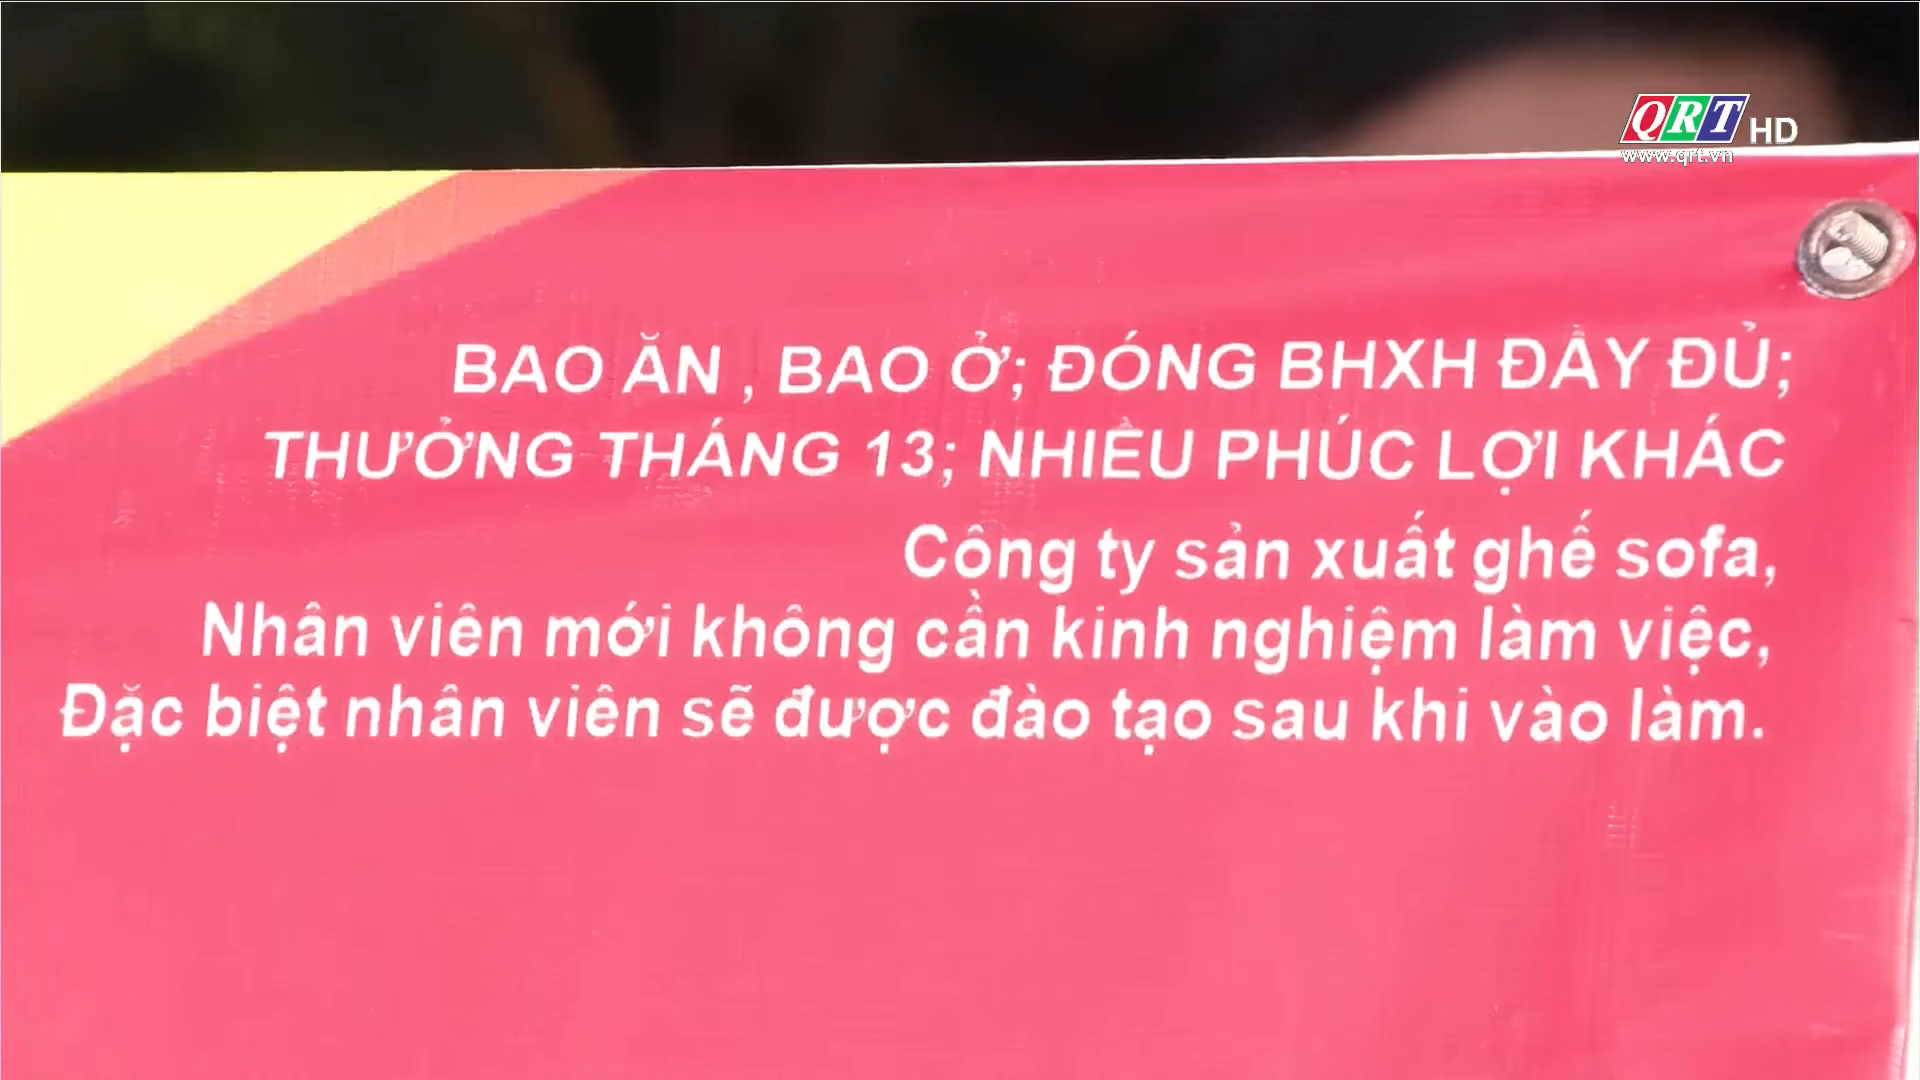 QRT HD
www.qrt.vn
BAO ĂN , BAO Ở; ĐÓNG BHXH ĐẦY ĐỦ;
THƯỞNG THÁNG 13; NHIỀU PHÚC LỢI KHÁC
Công ty sản xuất ghế sofa,
Nhân viên mới không cần kinh nghiệm làm việc,
Đặc biệt nhân viên sẽ được đào tạo sau khi vào làm.